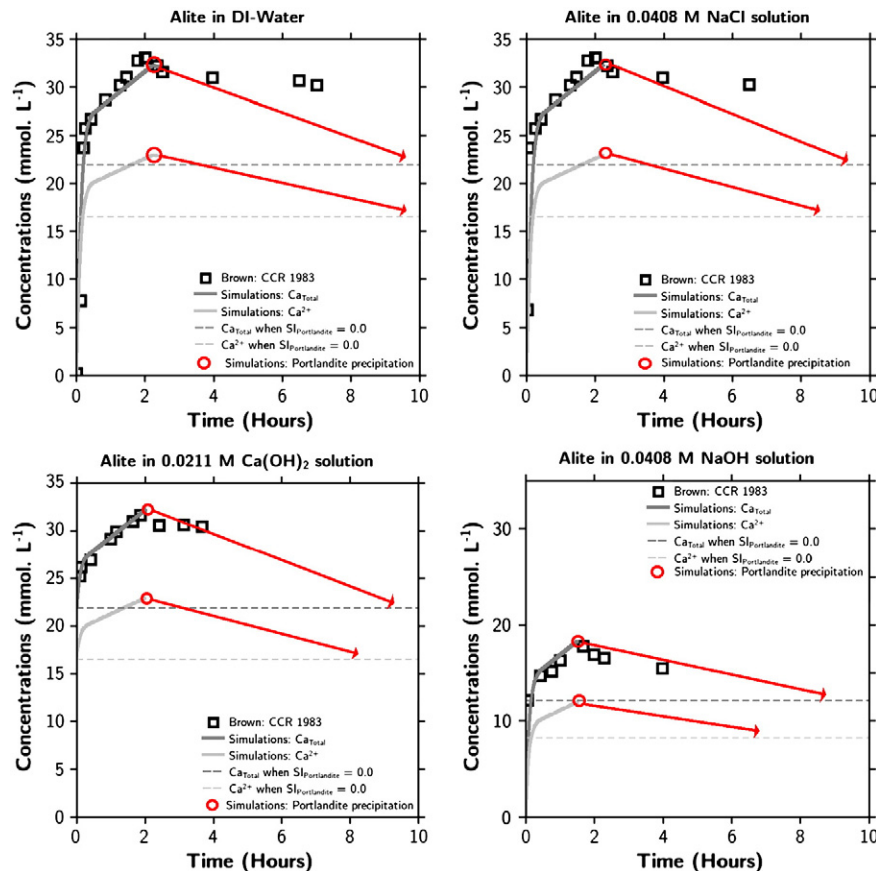 Alite in DI-Water
Concentrations (mmol. L⁻¹)
35
30
25
20
15
10
5
0
Brown: CCR 1983
Simulations: Ca_Total
Simulations: Ca²⁺
Ca_Total when SI_Portlandite = 0.0
Ca²⁺ when SI_Portlandite = 0.0
Simulations: Portlandite precipitation
0 2 4 6 8 10
Time (Hours)
Alite in 0.0408 M NaCl solution
Concentrations (mmol. L⁻¹)
35
30
25
20
15
10
5
0
Brown: CCR 1983
Simulations: Ca_Total
Simulations: Ca²⁺
Ca_Total when SI_Portlandite = 0.0
Ca²⁺ when SI_Portlandite = 0.0
Simulations: Portlandite precipitation
0 2 4 6 8 10
Time (Hours)
Alite in 0.0211 M Ca(OH)₂ solution
Concentrations (mmol. L⁻¹)
35
30
25
20
15
10
5
0
Brown: CCR 1983
Simulations: Ca_Total
Simulations: Ca²⁺
Ca_Total when SI_Portlandite = 0.0
Ca²⁺ when SI_Portlandite = 0.0
Simulations: Portlandite precipitation
0 2 4 6 8 10
Time (Hours)
Alite in 0.0408 M NaOH solution
Concentrations (mmol. L⁻¹)
Brown: CCR 1983
Simulations: Ca_Total
Simulations: Ca²⁺
Ca_Total when SI_Portlandite = 0.0
Ca²⁺ when SI_Portlandite = 0.0
Simulations: Portlandite precipitation
30
20
10
0
0 2 4 6 8 10
Time (Hours)